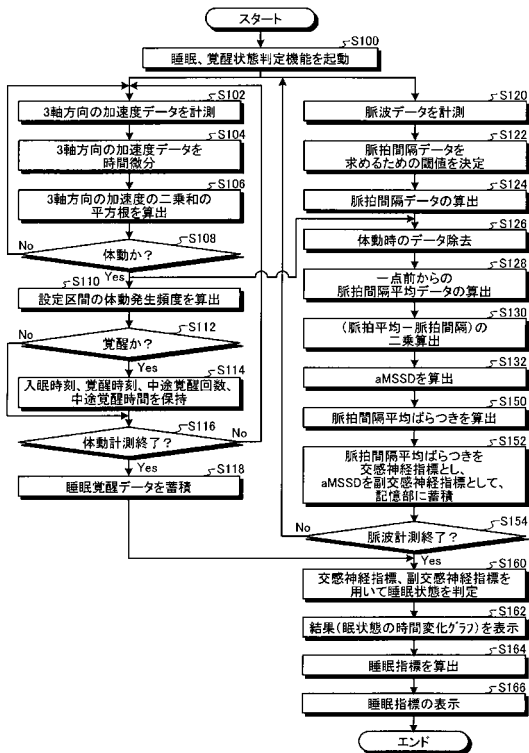 スタート
S100
睡眠、覚醒状態判定機能を起動
S102
3軸方向の加速度データを計測
S104
3軸方向の加速度データを
時間微分
S106
3軸方向の加速度の二乗和の
平方根を算出
S108
No
体動か？
Yes
S110
設定区間の体動発生頻度を算出
S112
No
覚醒か？
Yes
S114
入眠時刻、覚醒時刻、中途覚醒回数、
中途覚醒時間を保持
S116
体動計測終了？
No
Yes
S118
睡眠覚醒データを蓄積
S120
脈波データを計測
S122
脈拍間隔データを
求めるための閾値を決定
S124
脈拍間隔データの算出
S126
体動時のデータ除去
S128
一点前からの
脈拍間隔平均データの算出
S130
(脈拍平均－脈拍間隔)の
二乗算出
S132
aMSSDを算出
S150
脈拍間隔平均ばらつきを算出
S152
脈拍間隔平均ばらつきを
交感神経指標とし、
aMSSDを副交感神経指標として、
記憶部に蓄積
S154
No
脈波計測終了？
Yes
S160
交感神経指標、副交感神経指標を
用いて睡眠状態を判定
S162
結果(眠状態の時間変化グラフ)を表示
S164
睡眠指標を算出
S166
睡眠指標の表示
エンド